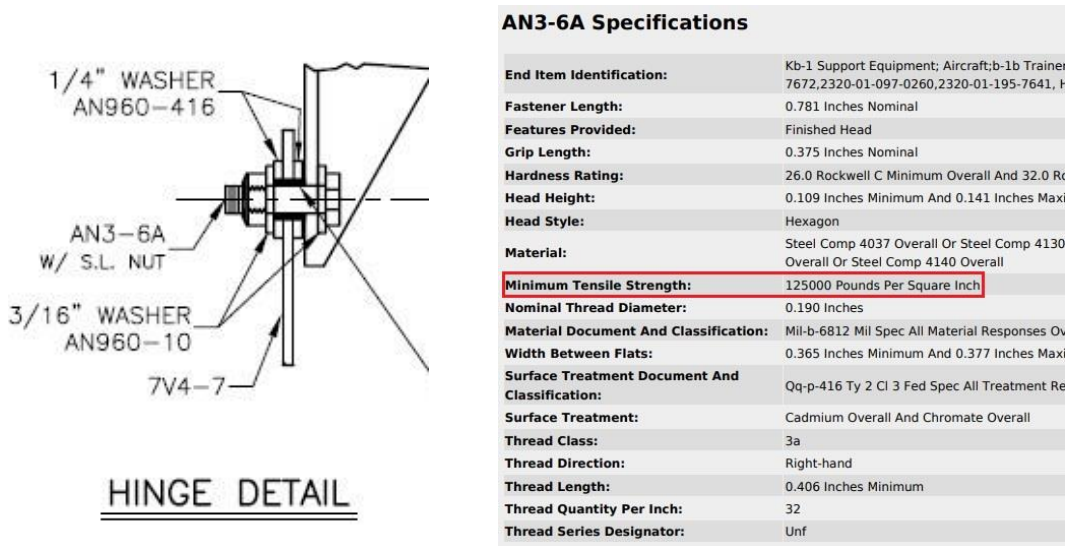 1/4" WASHER
AN960-416
AN3-6A
W/ S.L. NUT
3/16" WASHER
AN960-10
7V4-7
HINGE DETAIL
AN3-6A Specifications
End Item Identification: Kb-1 Support Equipment; Aircraft;b-1b Trainer
7672,2320-01-097-0260,2320-01-195-7641, H
Fastener Length: 0.781 Inches Nominal
Features Provided: Finished Head
Grip Length: 0.375 Inches Nominal
Hardness Rating: 26.0 Rockwell C Minimum Overall And 32.0 Ro
Head Height: 0.109 Inches Minimum And 0.141 Inches Maxi
Head Style: Hexagon
Material: Steel Comp 4037 Overall Or Steel Comp 4130
Overall Or Steel Comp 4140 Overall
Minimum Tensile Strength: 125000 Pounds Per Square Inch
Nominal Thread Diameter: 0.190 Inches
Material Document And Classification: Mil-b-6812 Mil Spec All Material Responses Ov
Width Between Flats: 0.365 Inches Minimum And 0.377 Inches Maxi
Surface Treatment Document And
Classification: Qq-p-416 Ty 2 Cl 3 Fed Spec All Treatment Re
Surface Treatment: Cadmium Overall And Chromate Overall
Thread Class: 3a
Thread Direction: Right-hand
Thread Length: 0.406 Inches Minimum
Thread Quantity Per Inch: 32
Thread Series Designator: Unf